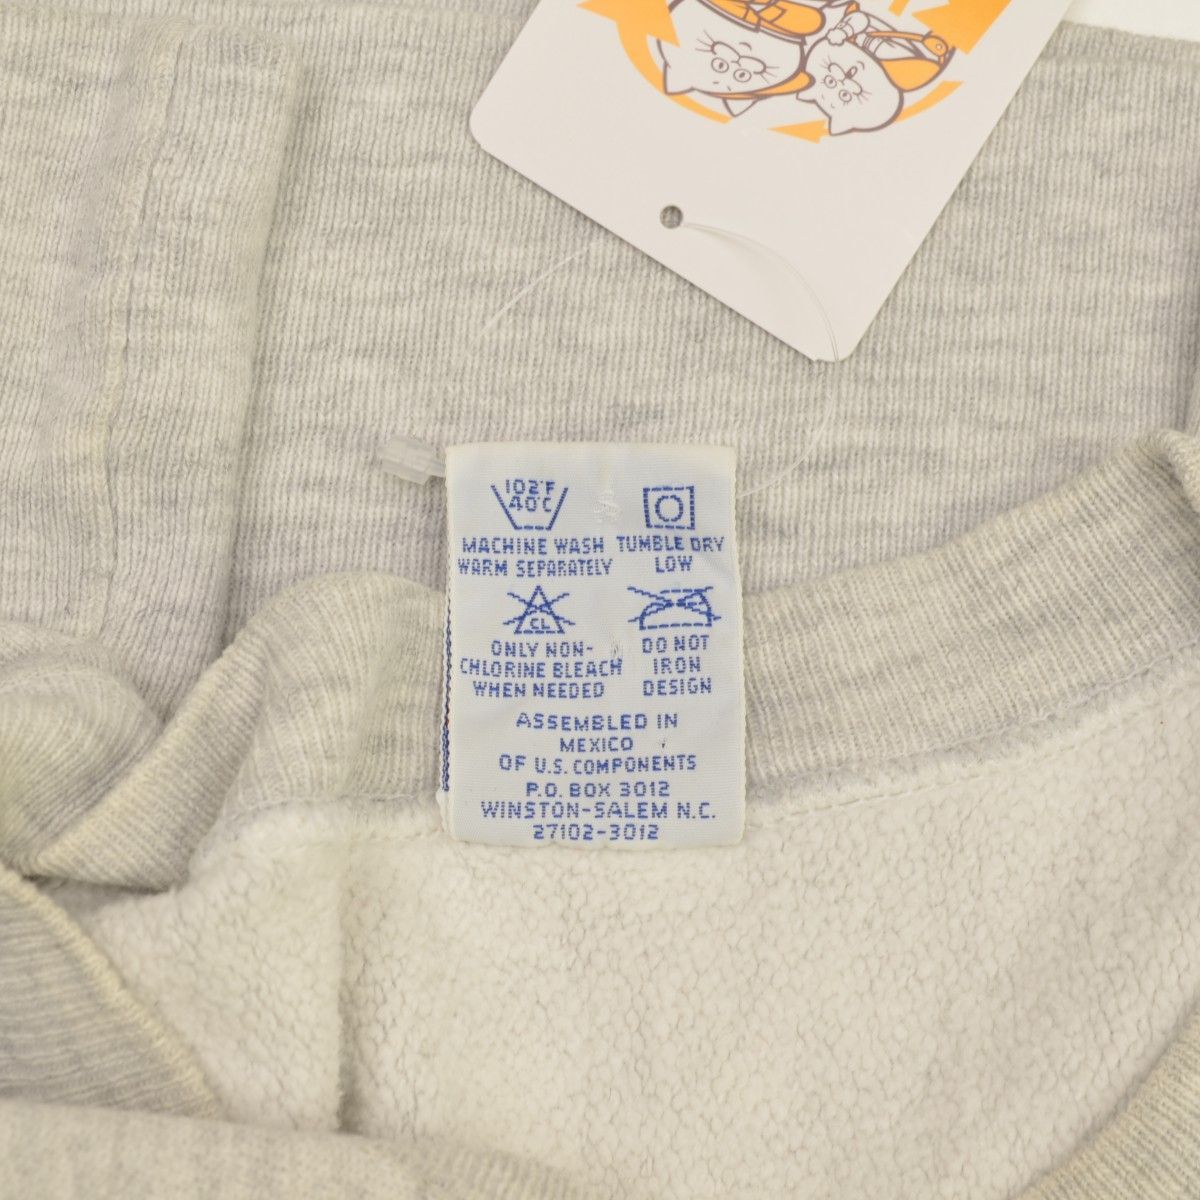 102°F
40°C
MACHINE WASH
WARM SEPARATELY
TUMBLE DRY
LOW
CL
ONLY NON-
CHLORINE BLEACH
WHEN NEEDED
DO NOT
IRON
DESIGN
ASSEMBLED IN
MEXICO
OF U.S. COMPONENTS
P.O. BOX 3012
WINSTON-SALEM N.C.
27102-3012